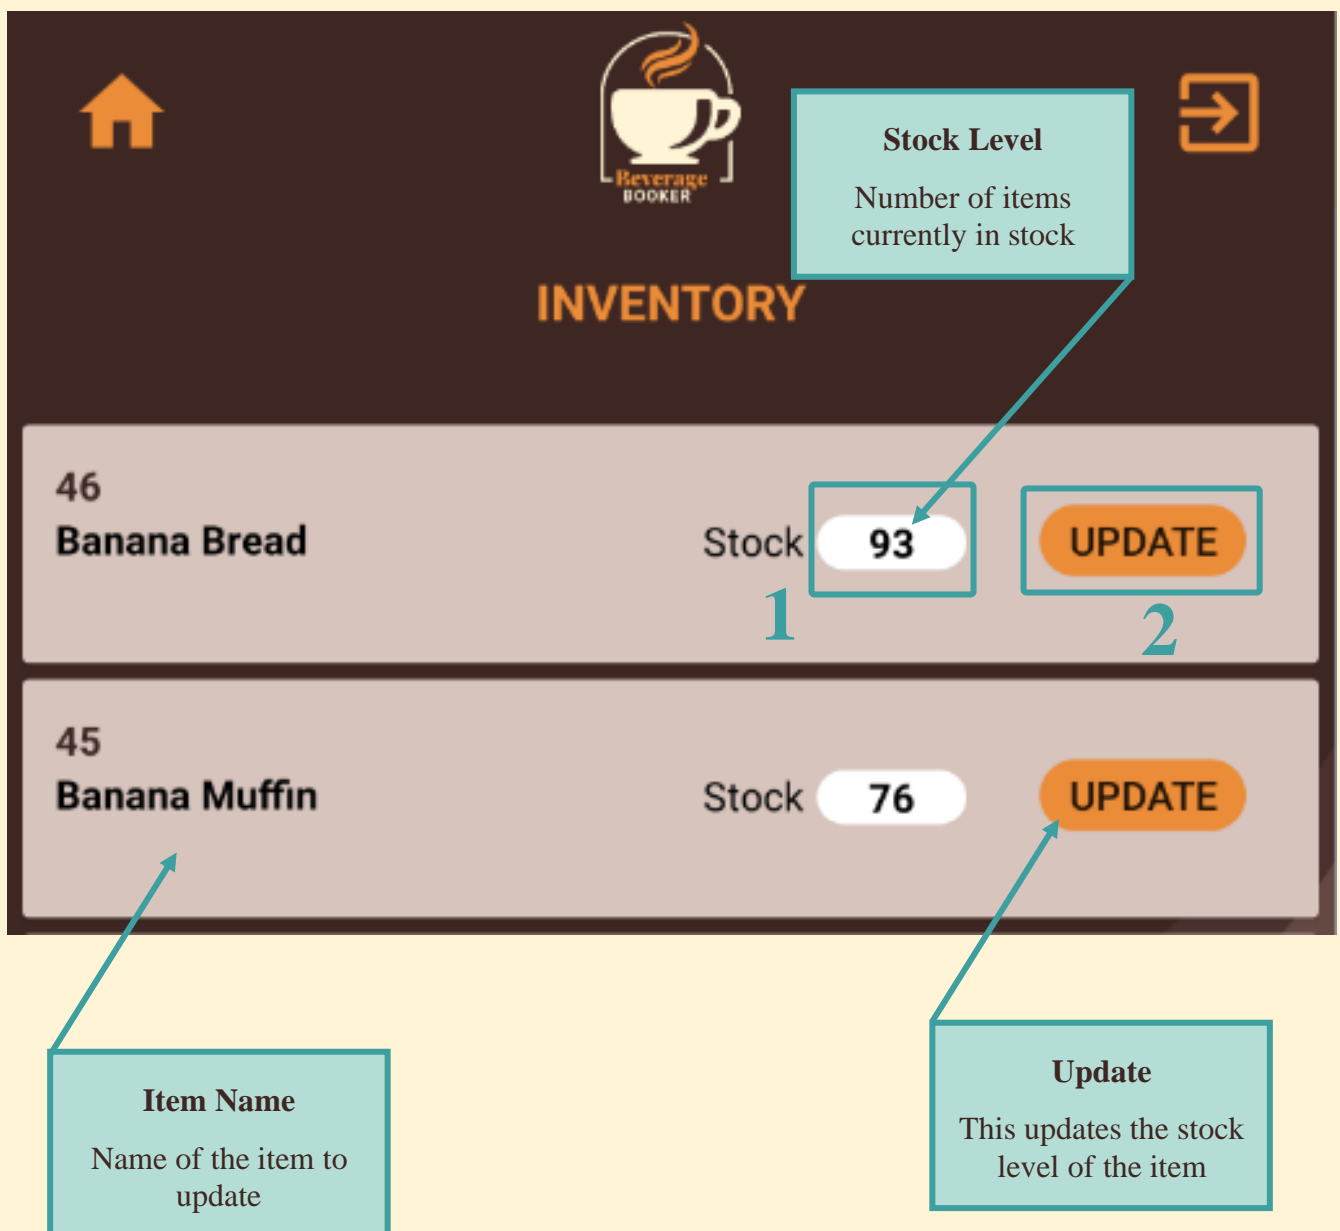 Beverage
BOOKER
Stock Level
Number of items
currently in stock
INVENTORY
46
Banana Bread
Stock 93 UPDATE
1 2
45
Banana Muffin
Stock 76 UPDATE
Item Name
Name of the item to
update
Update
This updates the stock
level of the item